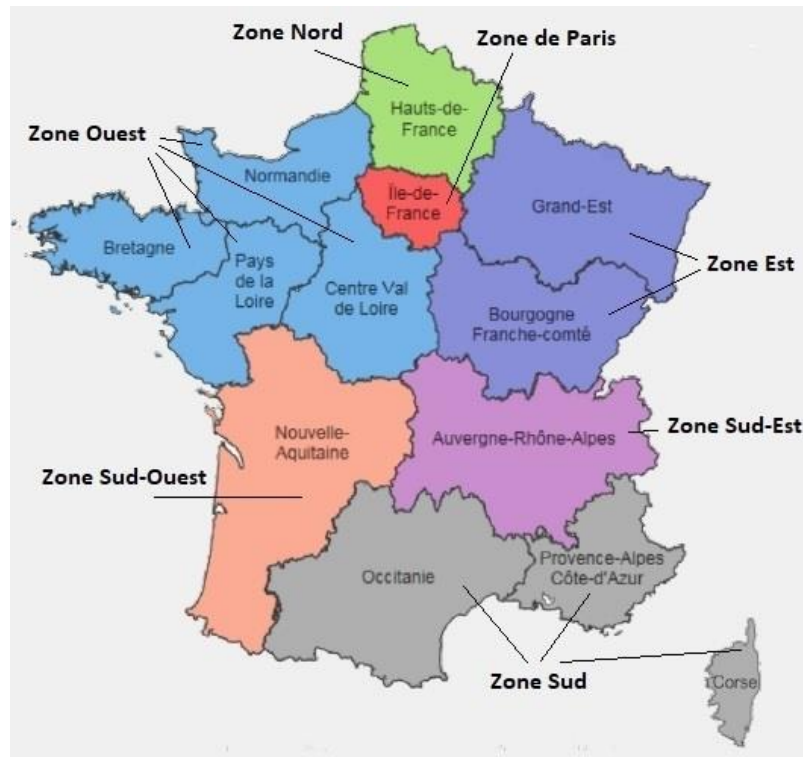 Zone Nord
Zone de Paris
Hauts-de-
France
Zone Ouest
Normandie
Île-de-
France
Grand-Est
Bretagne
Pays
de la
Loire
Centre Val
de Loire
Zone Est
Bourgogne
Franche-comté
Nouvelle-
Aquitaine
Auvergne-Rhône-Alpes
Zone Sud-Est
Zone Sud-Ouest
Occitanie
Provence-Alpes
Côte-d'Azur
Zone Sud
Corse